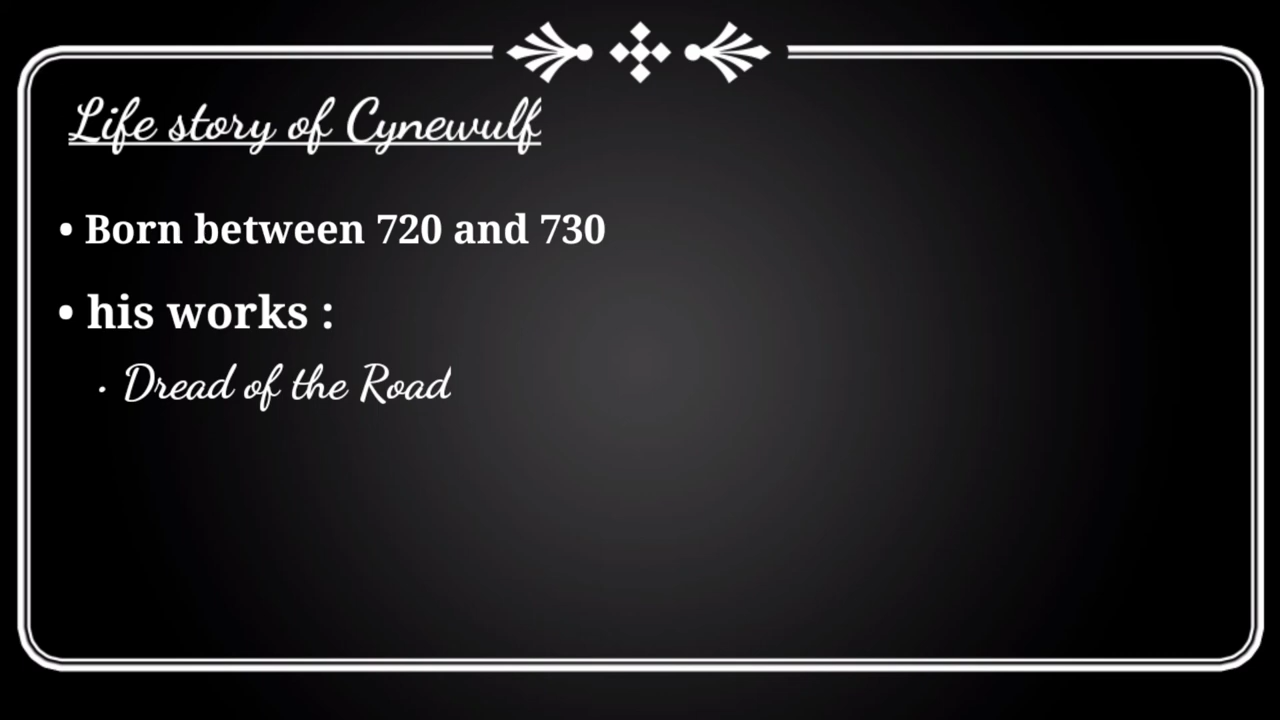 Life story of Cynewulf
• Born between 720 and 730
• his works :
• Dread of the Road